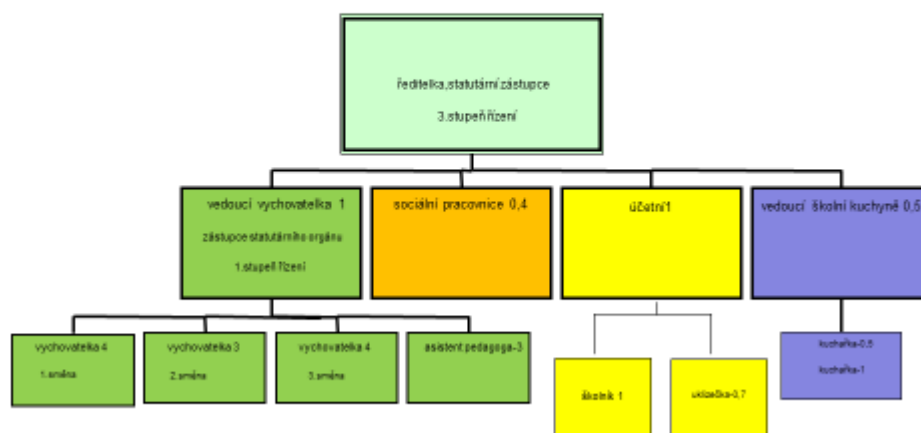 ředitelka,statutární zástupce
3.stupeň řízení
vedoucí vychovatelka 1
zástupce statutárního orgánu
1.stupeň řízení
sociální pracovnice 0,4
účetní1
vedoucí školní kuchyně 0,5
vychovatelka 4
1.směna
vychovatelka 3
2.směna
vychovatelka 4
3.směna
asistent pedagoga-3
školník 1
uklizečka-0,7
kuchařka-0,5
kuchařka-1